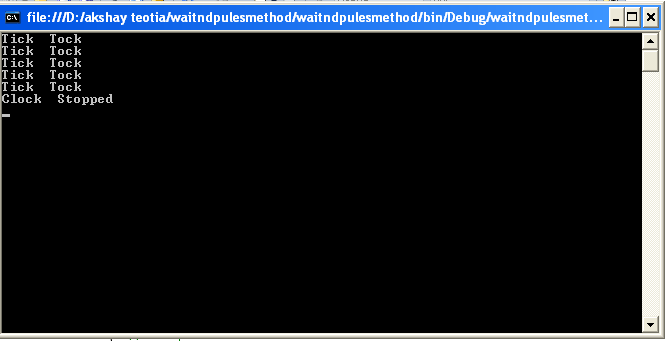 file:///D:/akshay teotia/waitndpulesmethod/waitndpulesmethod/bin/Debug/waitndpulesmet...
Tick Tock
Tick Tock
Tick Tock
Tick Tock
Tick Tock
Clock Stopped